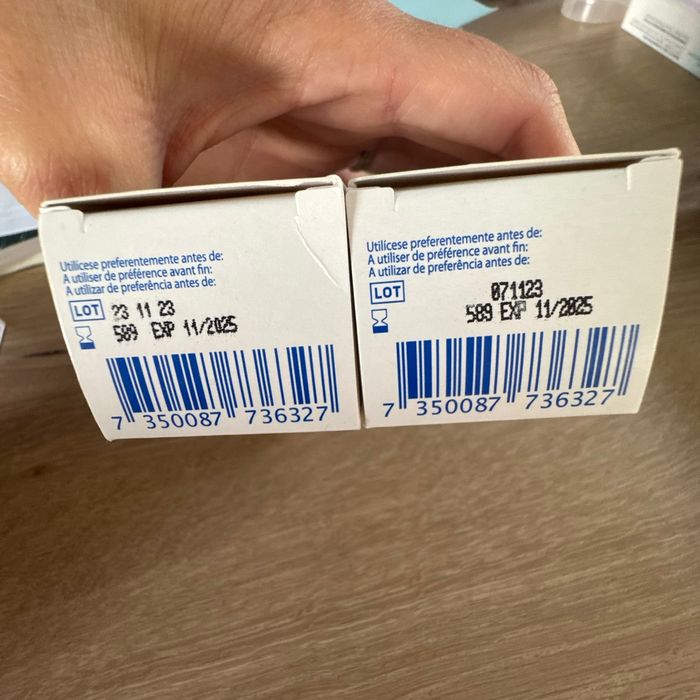 Utilícese preferentemente antes de:
A utiliser de préférence avant fin:
A utilizar de preferência antes de:
LOT 23 11 23
589 EXP 11/2025
7 350087 736327
Utilícese preferentemente antes de:
A utiliser de préférence avant fin:
A utilizar de preferência antes de:
LOT 071123
589 EXP 11/2025
7 350087 736327